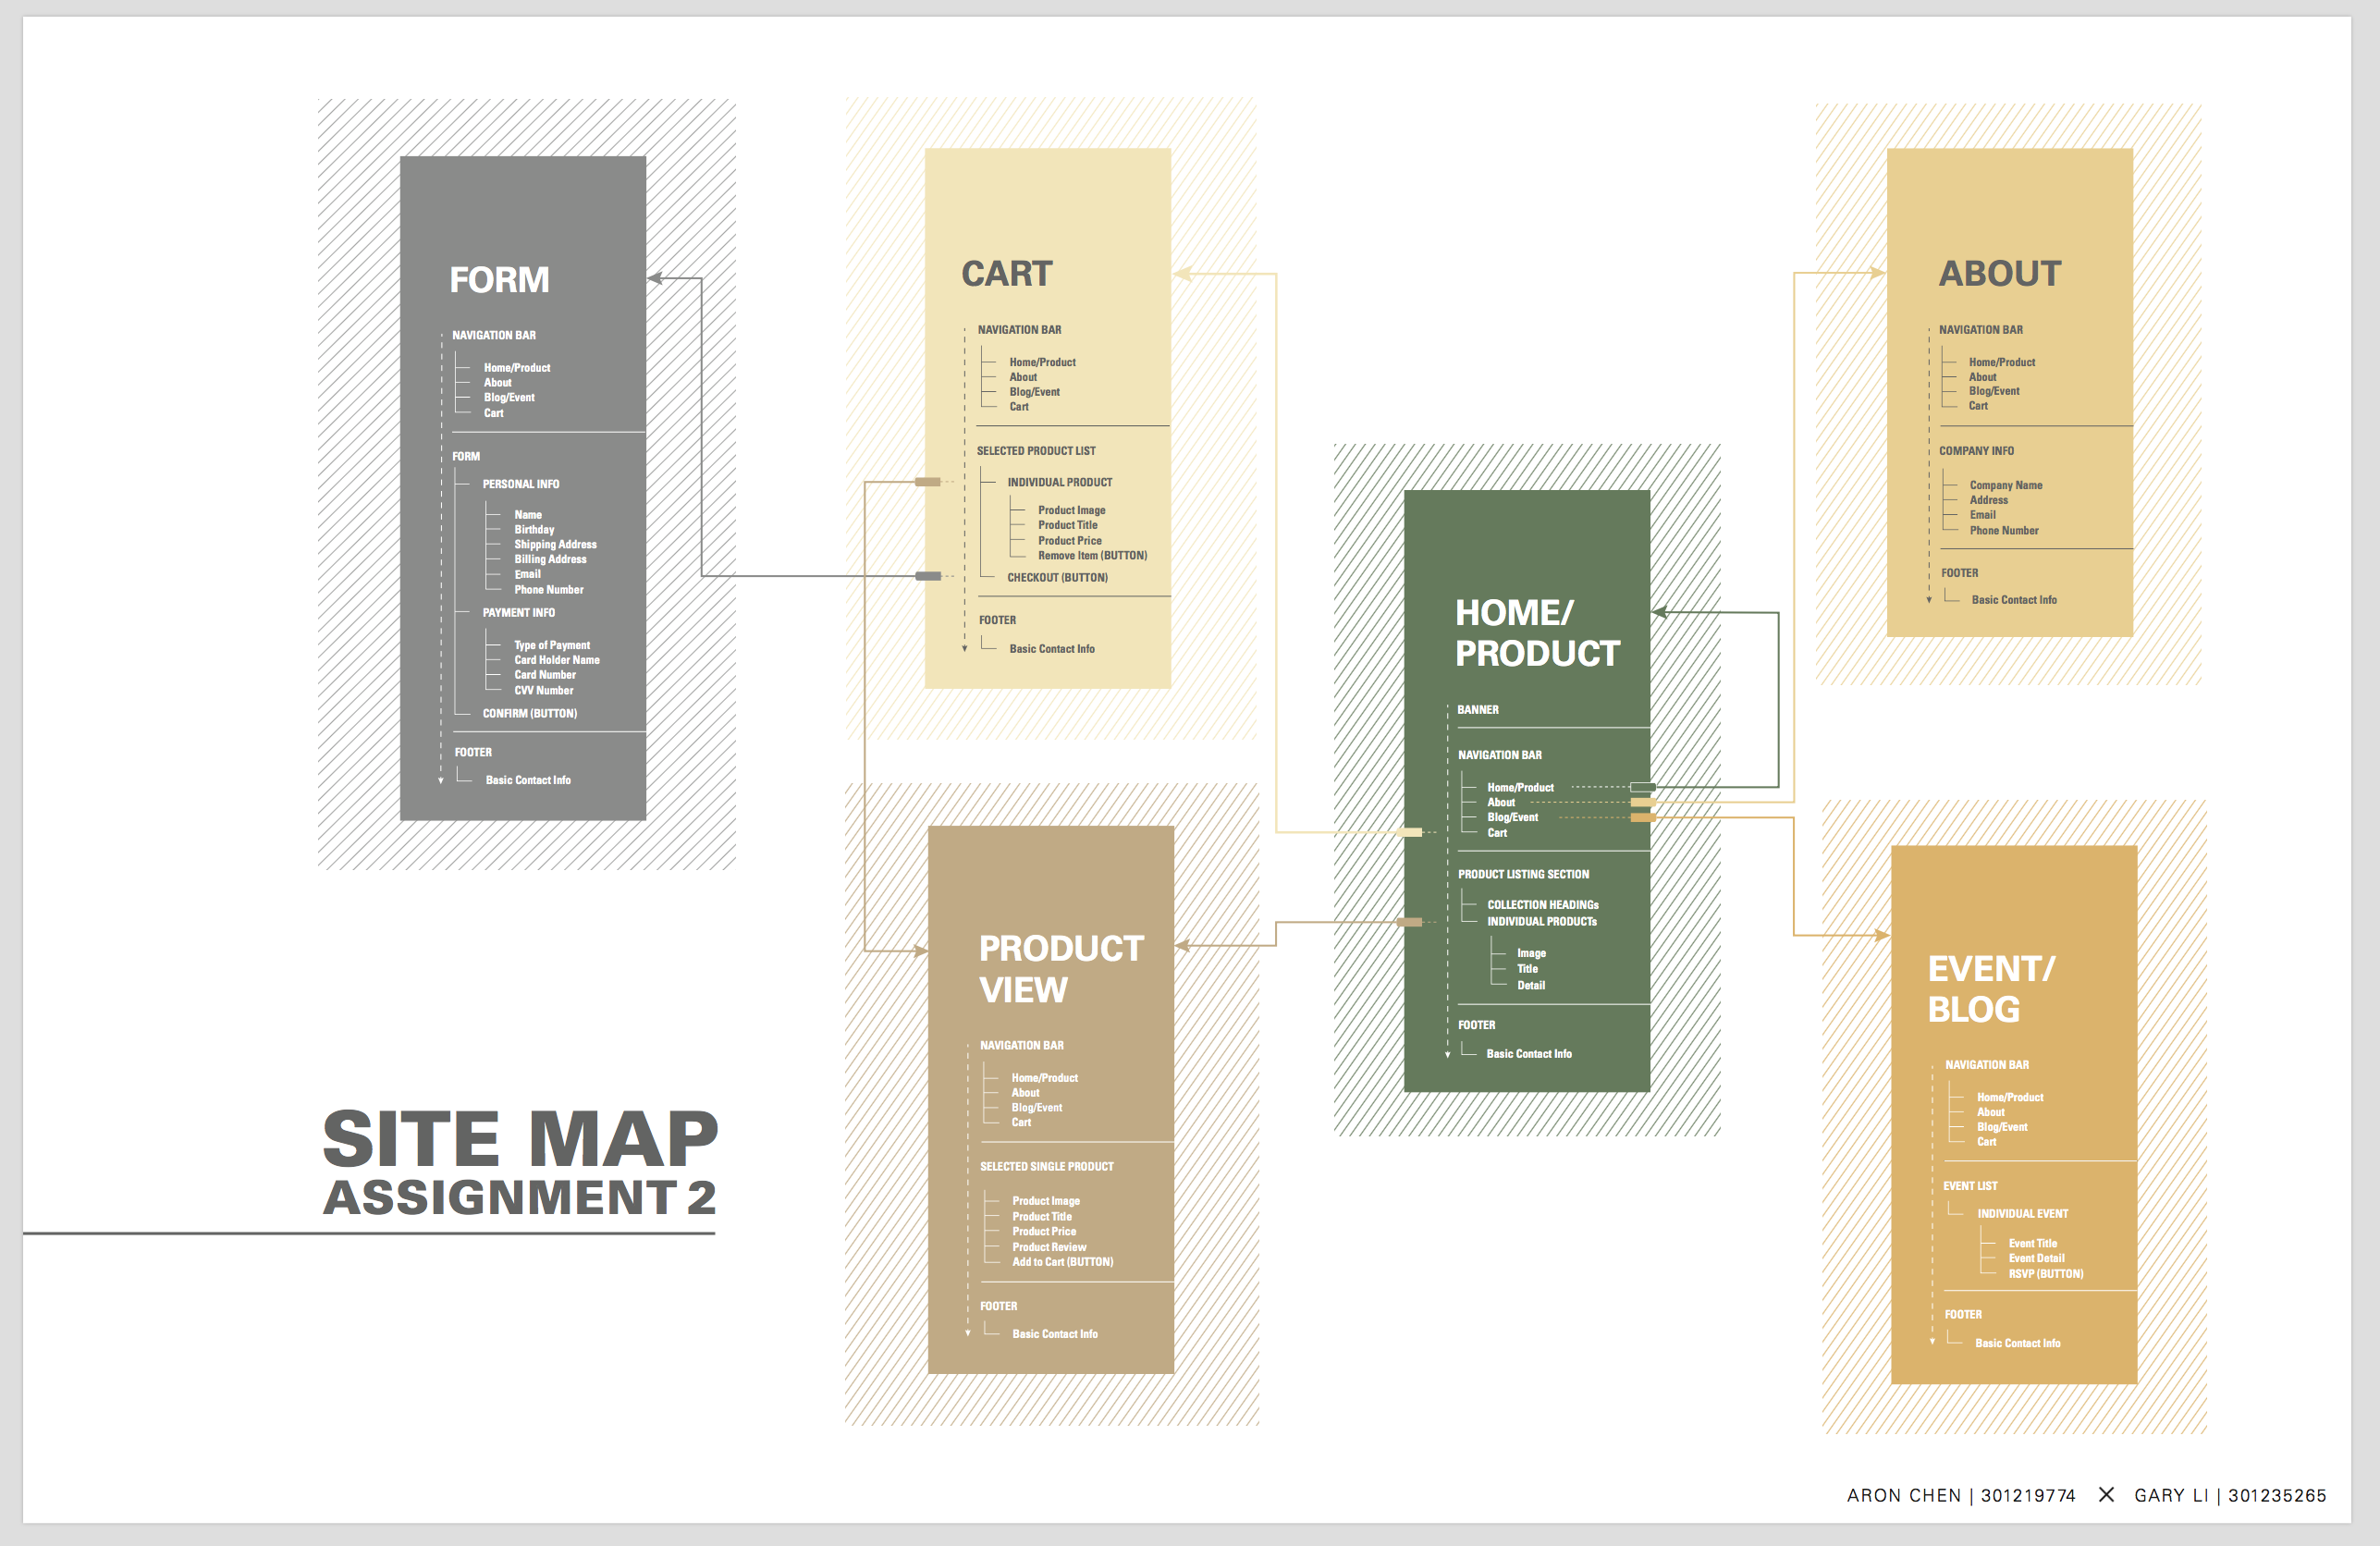 FORM
NAVIGATION BAR
Home/Product
About
Blog/Event
Cart
FORM
PERSONAL INFO
Name
Birthday
Shipping Address
Billing Address
Email
Phone Number
PAYMENT INFO
Type of Payment
Card Holder Name
Card Number
CVV Number
CONFIRM (BUTTON)
FOOTER
Basic Contact Info
CART
NAVIGATION BAR
Home/Product
About
Blog/Event
Cart
SELECTED PRODUCT LIST
INDIVIDUAL PRODUCT
Product Image
Product Title
Product Price
Remove Item (BUTTON)
CHECKOUT (BUTTON)
FOOTER
Basic Contact Info
PRODUCT
VIEW
NAVIGATION BAR
Home/Product
About
Blog/Event
Cart
SELECTED SINGLE PRODUCT
Product Image
Product Title
Product Price
Product Review
Add to Cart (BUTTON)
FOOTER
Basic Contact Info
HOME/
PRODUCT
BANNER
NAVIGATION BAR
Home/Product
About
Blog/Event
Cart
PRODUCT LISTING SECTION
COLLECTION HEADINGs
INDIVIDUAL PRODUCTs
Image
Title
Detail
FOOTER
Basic Contact Info
ABOUT
NAVIGATION BAR
Home/Product
About
Blog/Event
Cart
COMPANY INFO
Company Name
Address
Email
Phone Number
FOOTER
Basic Contact Info
EVENT/
BLOG
NAVIGATION BAR
Home/Product
About
Blog/Event
Cart
EVENT LIST
INDIVIDUAL EVENT
Event Title
Event Detail
RSVP (BUTTON)
FOOTER
Basic Contact Info
SITE MAP
ASSIGNMENT 2
ARON CHEN | 301219774 × GARY LI | 301235265